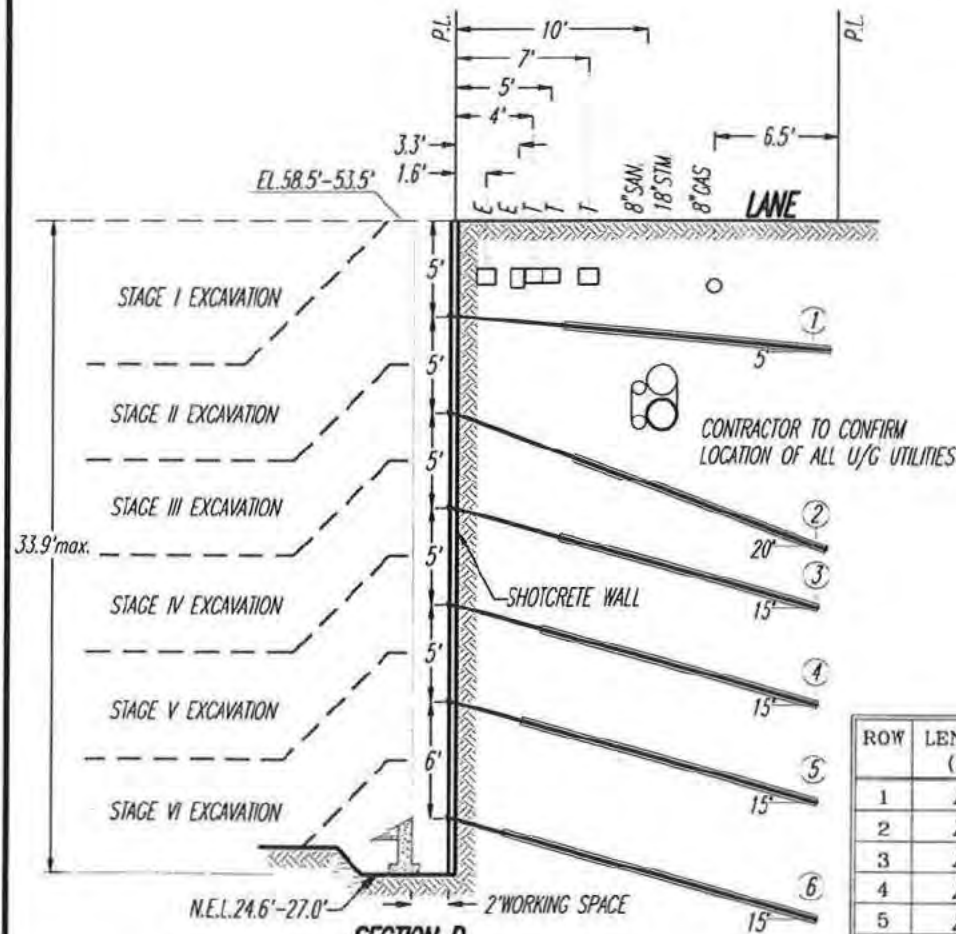 P.L.
P.L.
10'
7'
5'
4'
3.3'
1.6'
6.5'
EL.58.5'-53.5'
E
E
T
T
T
8"SAN.
18"STM
8"GAS
LANE
5'
STAGE I EXCAVATION
1
5'
5'
STAGE II EXCAVATION
CONTRACTOR TO CONFIRM
LOCATION OF ALL U/G UTILITIES
5'
STAGE III EXCAVATION
2
20'
33.9'max.
3
5'
SHOTCRETE WALL
15'
STAGE IV EXCAVATION
5'
4
15'
STAGE V EXCAVATION
6'
5
15'
STAGE VI EXCAVATION
6
N.E.L.24.6'-27.0'
2'WORKING SPACE
15'
SECTION
ROW
1
2
3
4
5